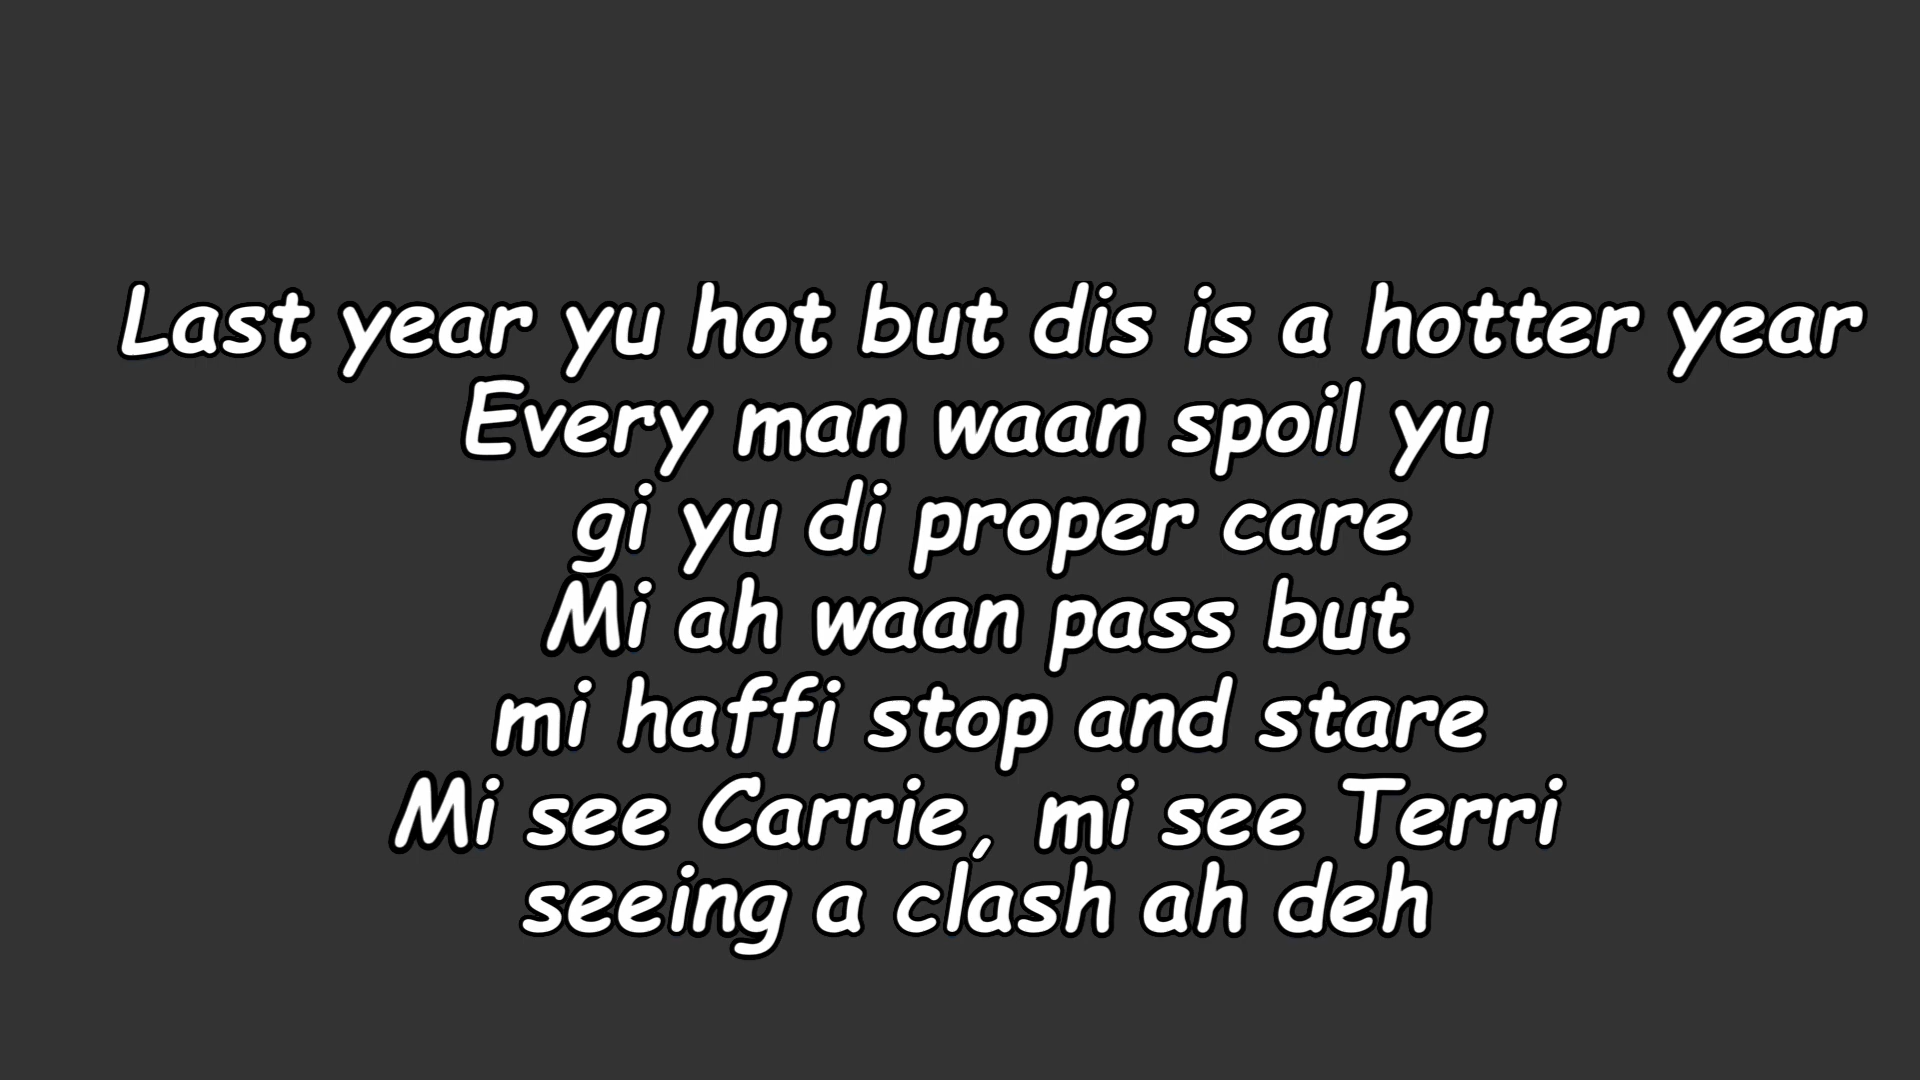 Last year yu hot but dis is a hotter year
Every man waan spoil yu
gi yu di proper care
Mi ah waan pass but
mi haffi stop and stare
Mi see Carrie, mi see Terri
seeing a clash ah deh